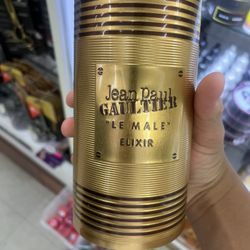 Jean Paul
GAULTIER
"LE MALE"
ELIXIR